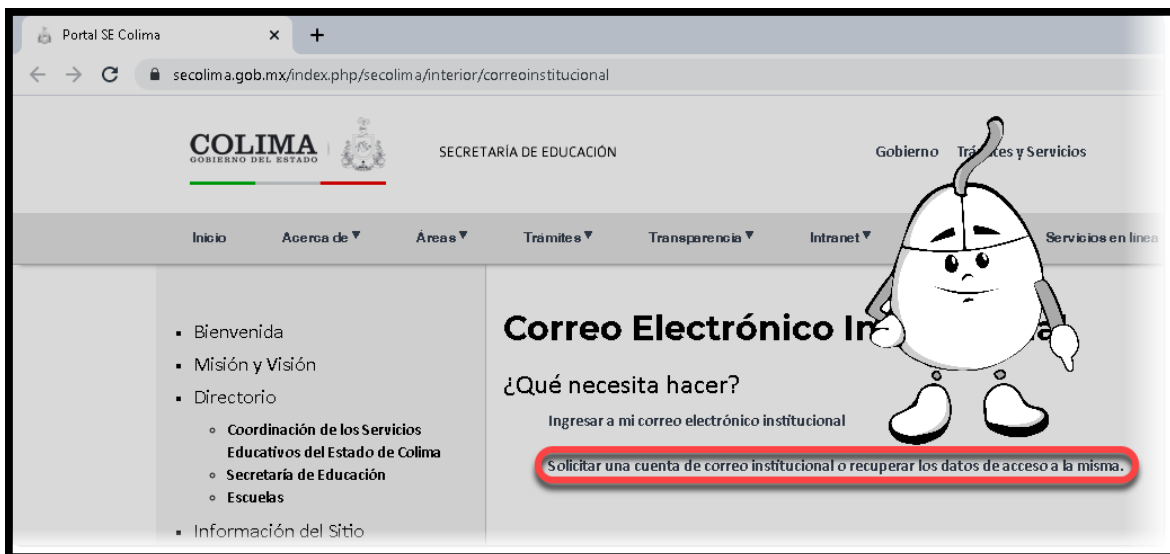 Portal SE Colima
secolima.gob.mx/index.php/secolima/interior/correoinstitucional
COLIMA
GOBIERNO DEL ESTADO
SECRETARÍA DE EDUCACIÓN
Gobierno Trámites y Servicios
Inicio Acerca de Áreas Trámites Transparencia Intranet Servicios en línea
Bienvenida
Misión y Visión
Directorio
Coordinación de los Servicios
Educativos del Estado de Colima
Secretaría de Educación
Escuelas
Información del Sitio
Correo Electrónico
¿Qué necesita hacer?
Ingresar a mi correo electrónico institucional
Solicitar una cuenta de correo institucional o recuperar los datos de acceso a la misma.